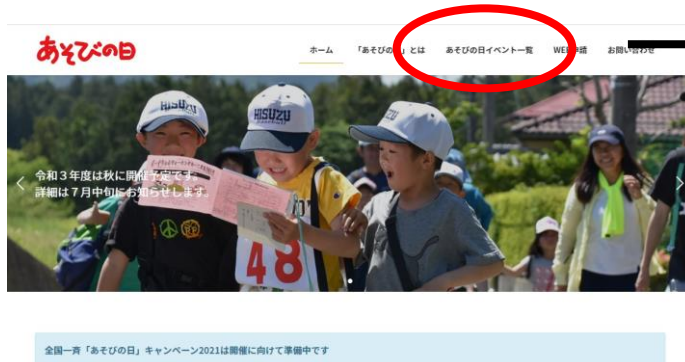 あそびの日
ホーム 「あそびの日」とは あそびの日イベント一覧 WEB申請 お問い合わせ
HISUZU
HISUZU
令和３年度は秋に開催予定です。
詳細は７月中旬にお知らせします。
48
全国一斉「あそびの日」キャンペーン2021は開催に向けて準備中です